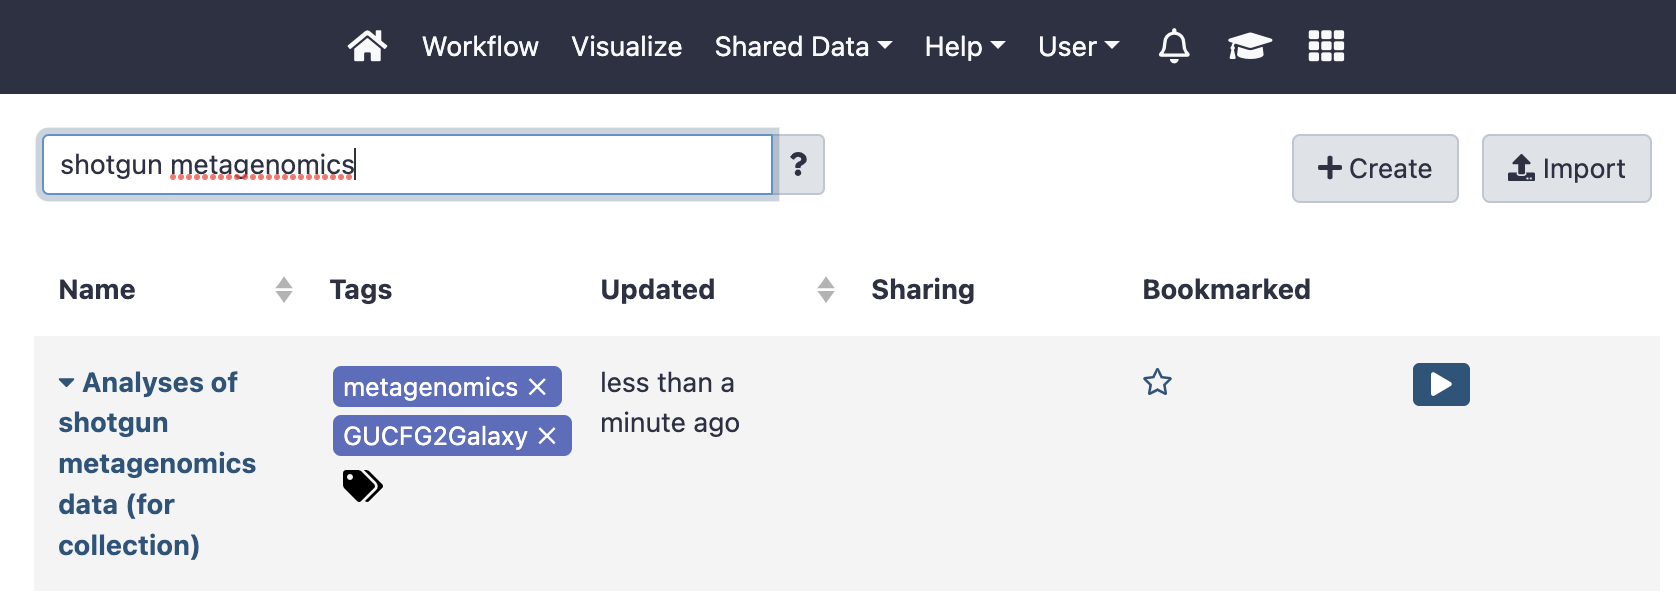 Workflow Visualize Shared Data Help User
shotgun metagenomics ?
Create Import
Name Tags Updated Sharing Bookmarked
Analyses of
shotgun
metagenomics
data (for
collection)
metagenomics
GUCFG2Galaxy
less than a
minute ago